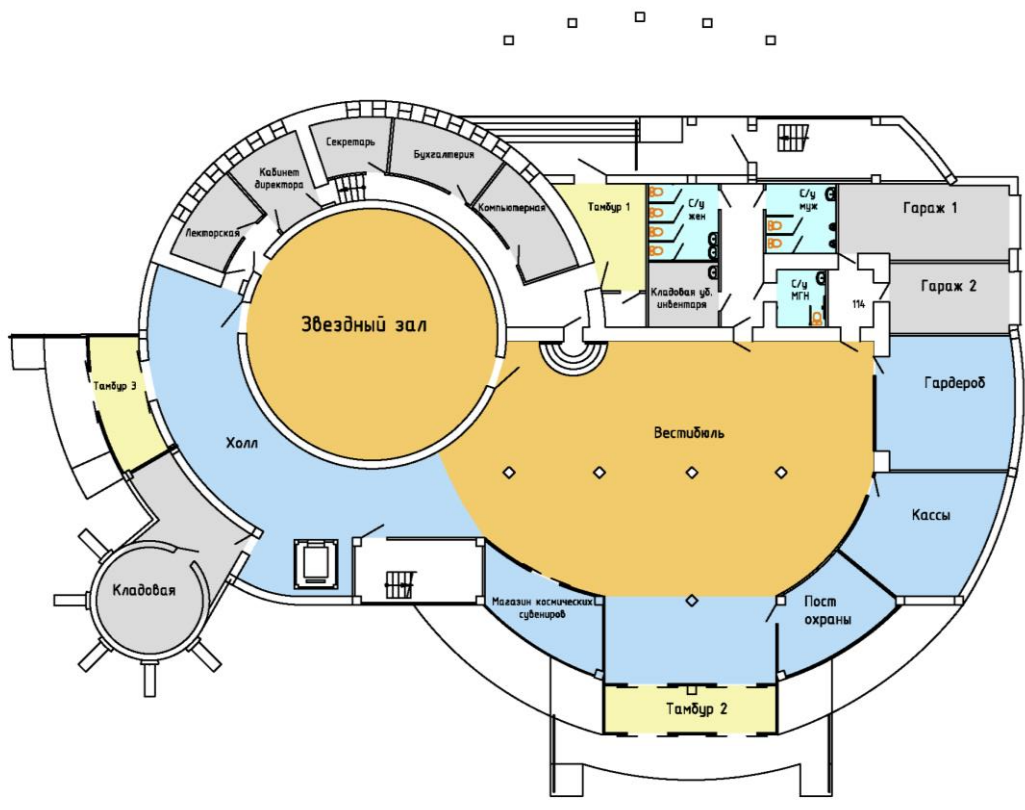 Секретарь
Бухгалтерия
Кабинет
директора
Компьютерная
Лекторская
Тамбур 1
С/у
жен
С/у
муж
Гараж 1
Кладовая уб.
инвентаря
С/у
МГН
114
Гараж 2
Звездный зал
Тамбур 3
Холл
Вестибюль
Гардероб
Кассы
Кладовая
Магазин космических
сувениров
Пост
охраны
Тамбур 2